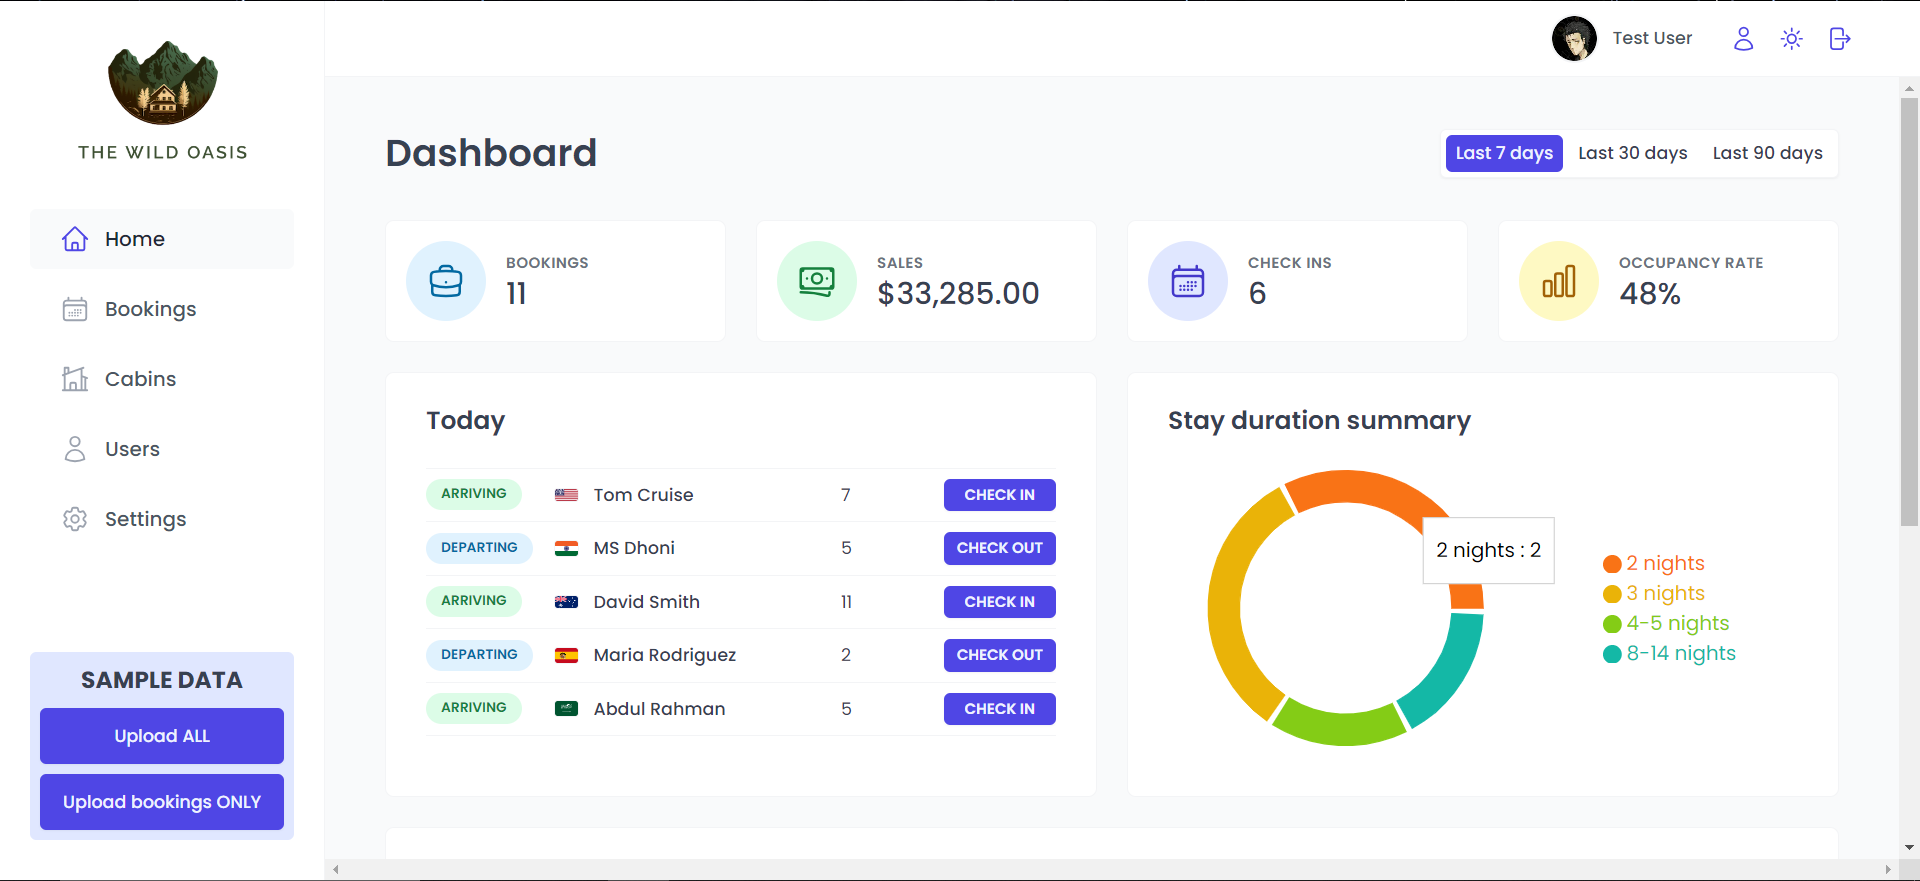 THE WILD OASIS
Home
Bookings
Cabins
Users
Settings
SAMPLE DATA
Upload ALL
Upload bookings ONLY
Test User
Dashboard
Last 7 days Last 30 days Last 90 days
BOOKINGS
11
SALES
$33,285.00
CHECK INS
6
OCCUPANCY RATE
48%
Today
ARRIVING Tom Cruise 7 CHECK IN
DEPARTING MS Dhoni 5 CHECK OUT
ARRIVING David Smith 11 CHECK IN
DEPARTING Maria Rodriguez 2 CHECK OUT
ARRIVING Abdul Rahman 5 CHECK IN
Stay duration summary
2 nights : 2
2 nights
3 nights
4-5 nights
8-14 nights